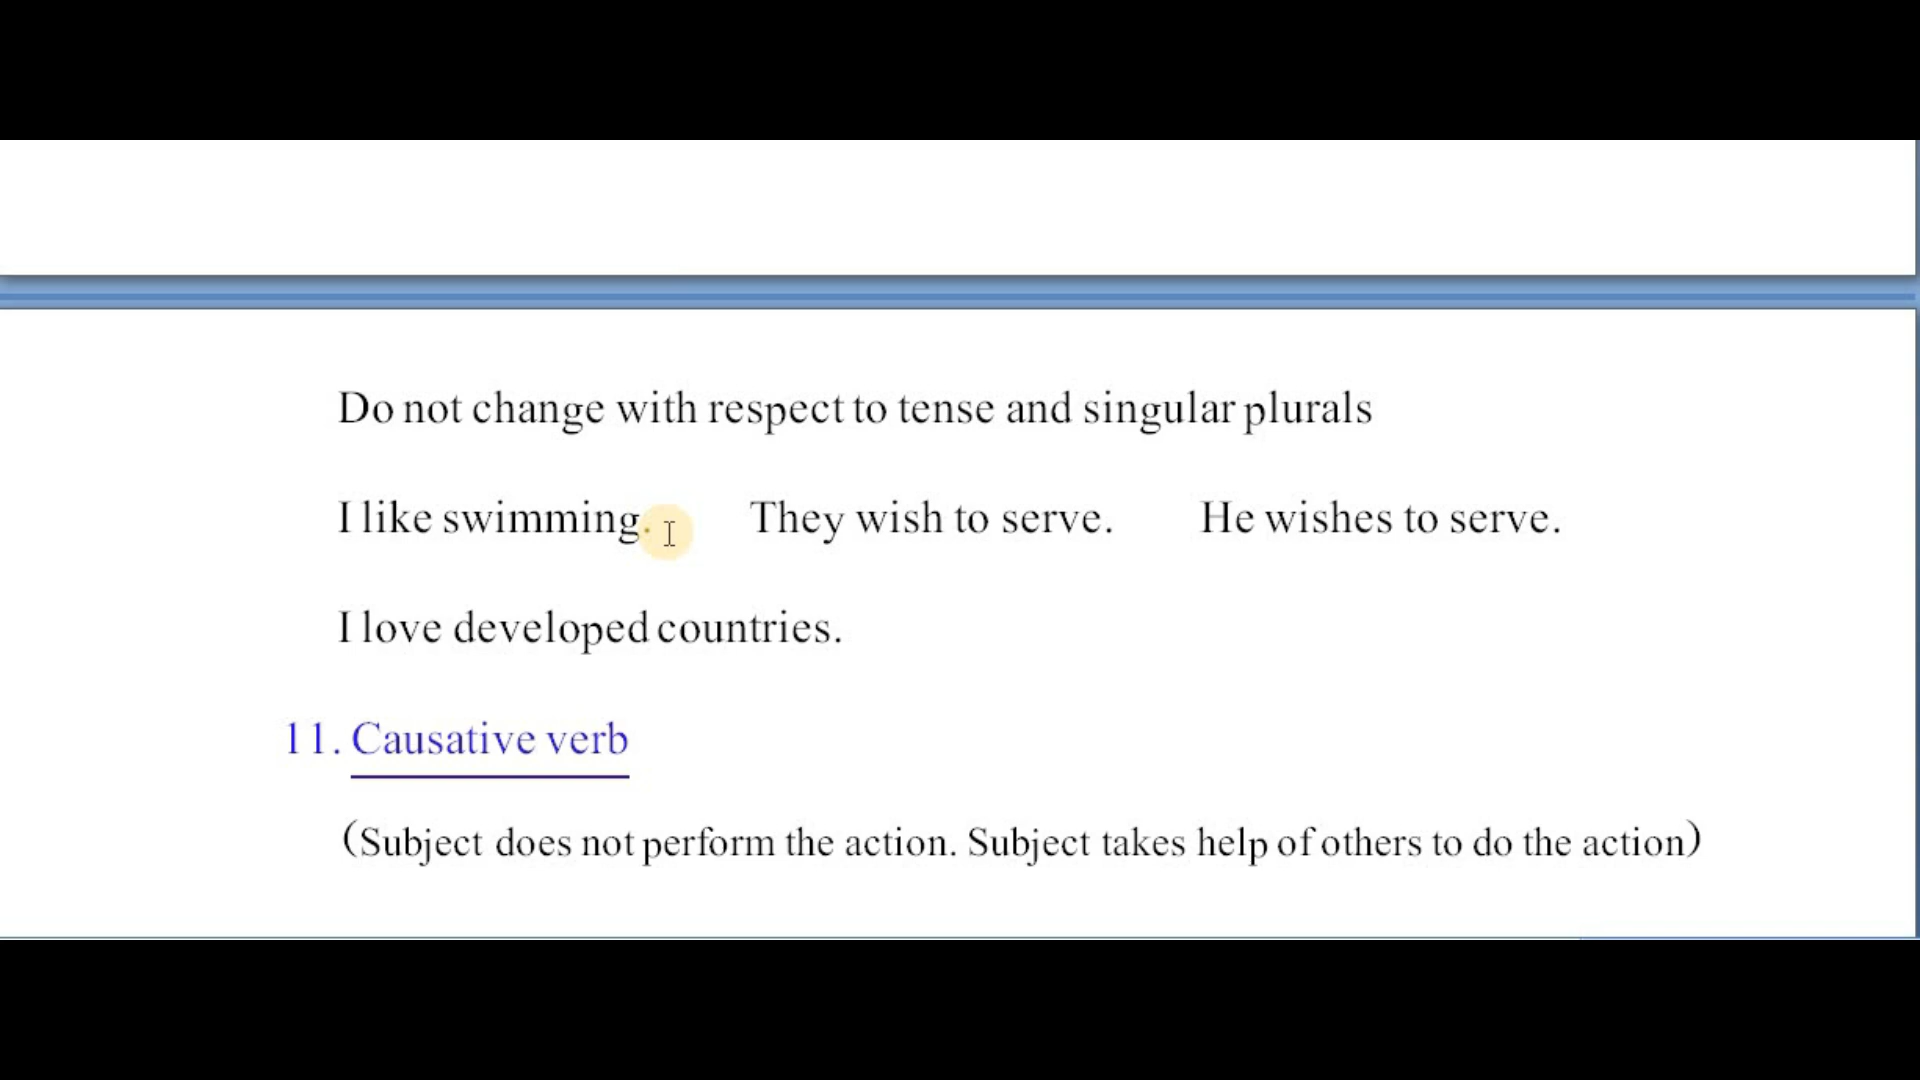 Do not change with respect to tense and singular plurals
I like swimming. They wish to serve. He wishes to serve.
I love developed countries.
11. Causative verb
(Subject does not perform the action. Subject takes help of others to do the action)